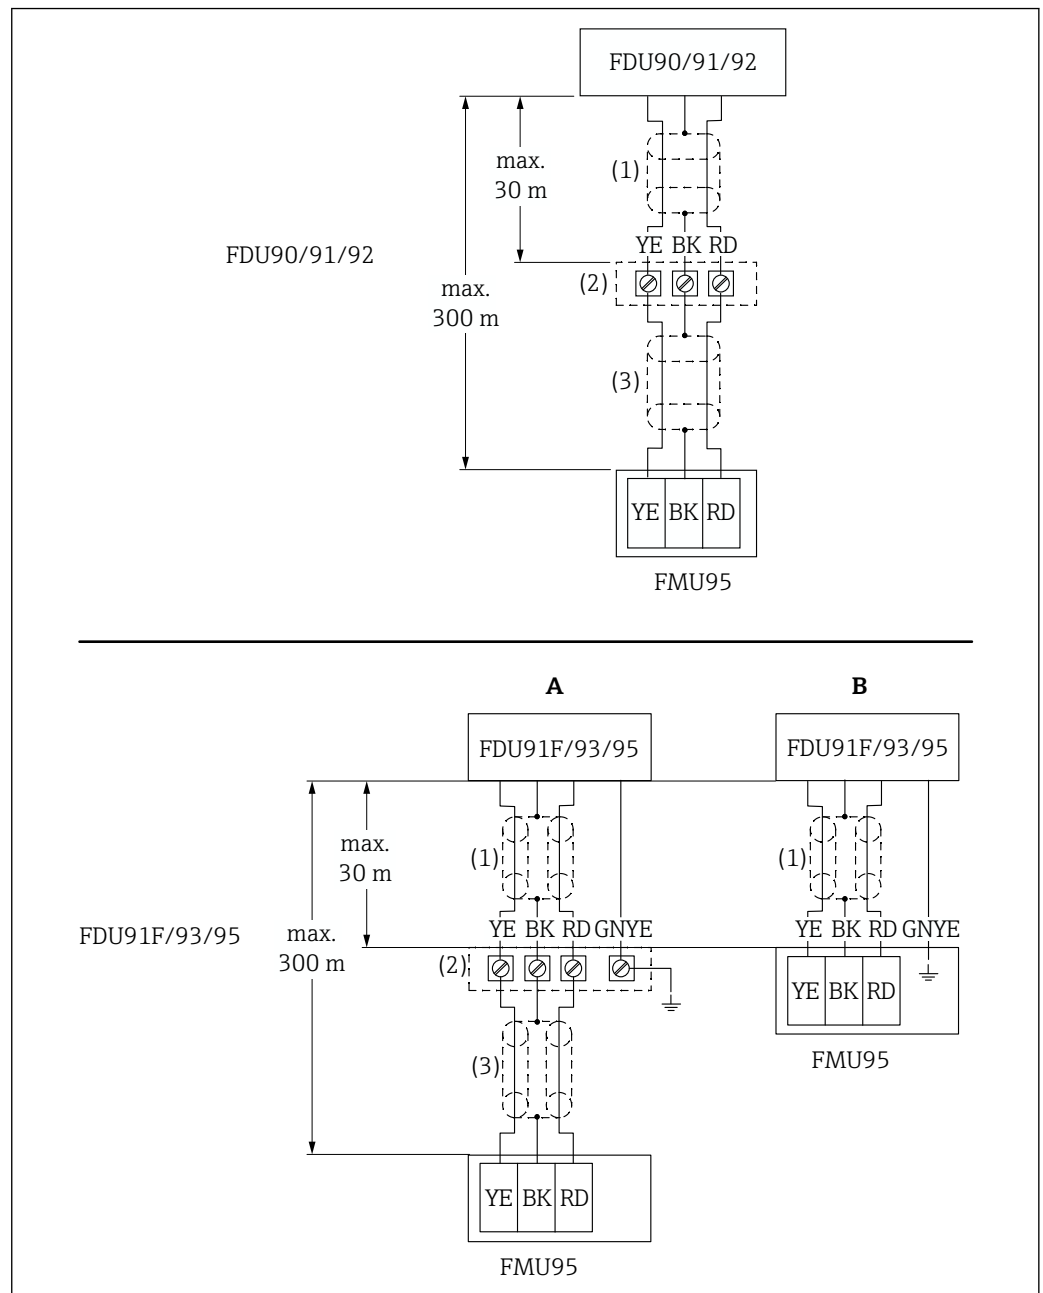 FDU90/91/92
max.
30 m
(1)
YE BK RD
FDU90/91/92
max.
300 m
(2)
(3)
YE BK RD
FMU95
A
B
FDU91F/93/95
FDU91F/93/95
max.
30 m
(1)
(1)
FDU91F/93/95
max.
300 m
YE BK RD GNYE
YE BK RD GNYE
(2)
YE BK RD
FMU95
(3)
YE BK RD
FMU95